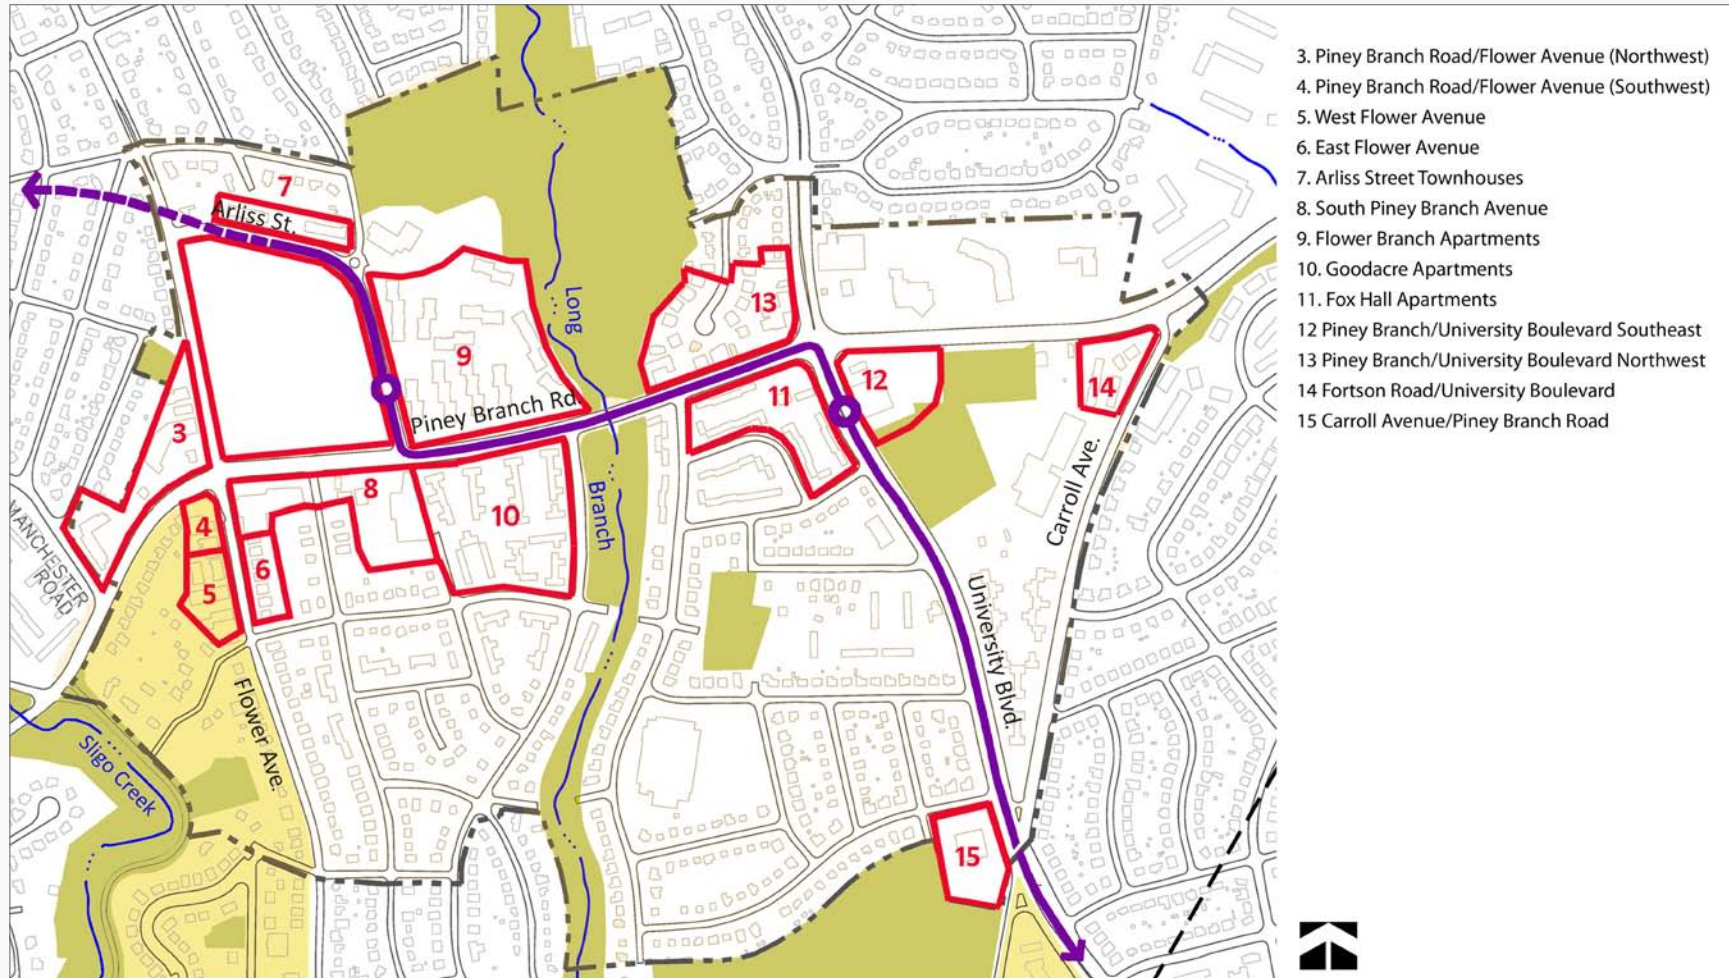 3. Piney Branch Road/Flower Avenue (Northwest)
4. Piney Branch Road/Flower Avenue (Southwest)
5. West Flower Avenue
6. East Flower Avenue
7. Arliss Street Townhouses
8. South Piney Branch Avenue
9. Flower Branch Apartments
10. Goodacre Apartments
11. Fox Hall Apartments
12 Piney Branch/University Boulevard Southeast
13 Piney Branch/University Boulevard Northwest
14 Fortson Road/University Boulevard
15 Carroll Avenue/Piney Branch Road
7
Arliss St.
13
Long
9
12
14
11
Piney Branch Rd.
3
8
10
4
Branch
Carroll Ave.
MANCHESTER
ROAD
6
5
University Blvd.
Flower Ave.
Sligo Creek
15